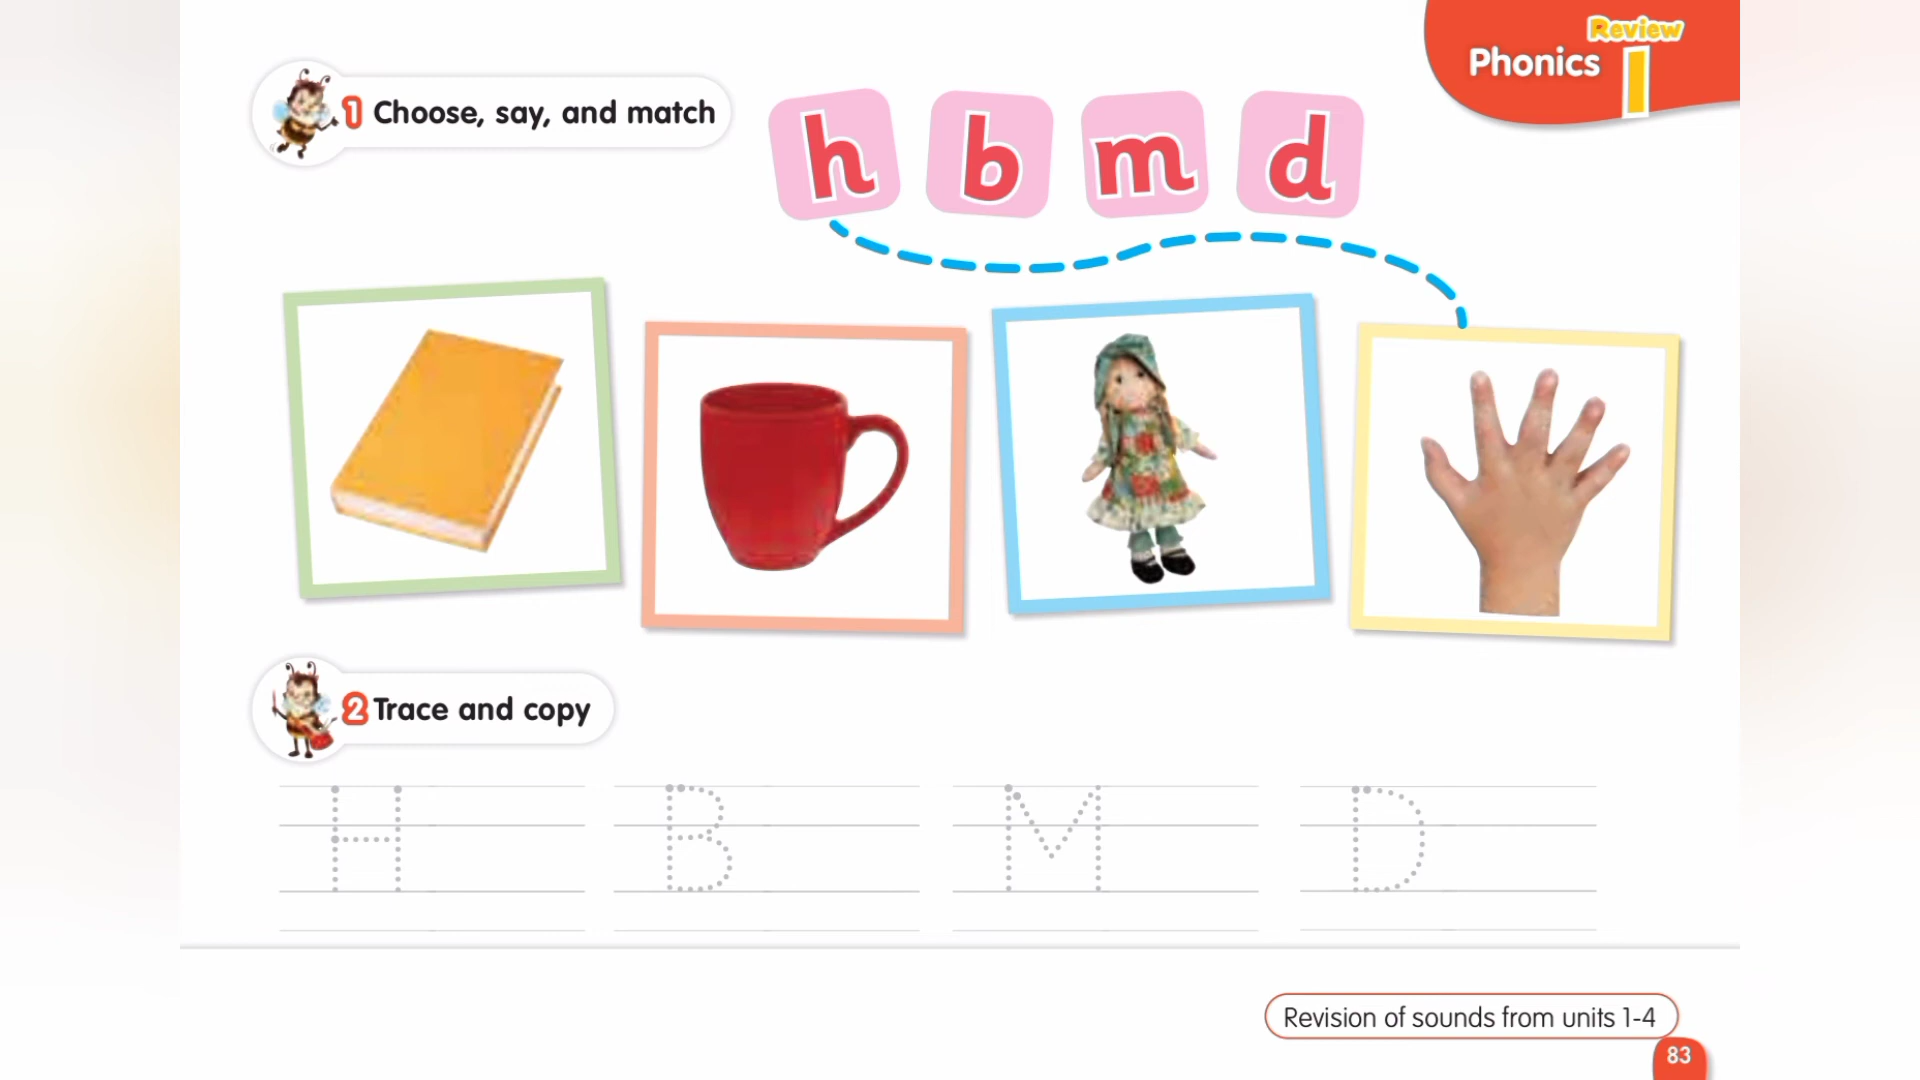 Review
Phonics 1
1 Choose, say, and match
h b m d
2 Trace and copy
H B M D
Revision of sounds from units 1-4
83